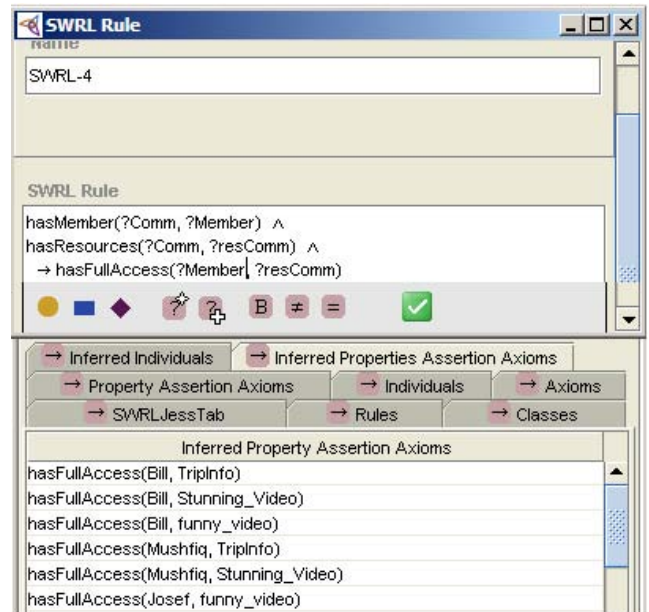 SWRL Rule
Name
SWRL-4
SWRL Rule
hasMember(?Comm, ?Member) ∧
hasResources(?Comm, ?resComm) ∧
→ hasFullAccess(?Member, ?resComm)
? ? B ≠ =
→ Inferred Individuals → Inferred Properties Assertion Axioms
→ Property Assertion Axioms → Individuals → Axioms
→ SWRLJessTab → Rules → Classes
Inferred Property Assertion Axioms
hasFullAccess(Bill, TripInfo)
hasFullAccess(Bill, Stunning_Video)
hasFullAccess(Bill, funny_video)
hasFullAccess(Mushfiq, TripInfo)
hasFullAccess(Mushfiq, Stunning_Video)
hasFullAccess(Josef, funny_video)